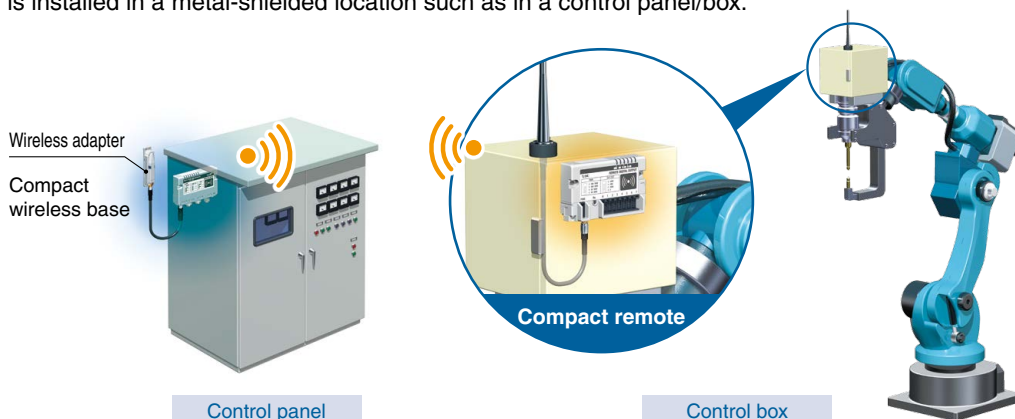 is installed in a metal-shielded location such as in a control panel/box.
Wireless adapter
Compact
wireless base
Compact remote
Control panel
Control box